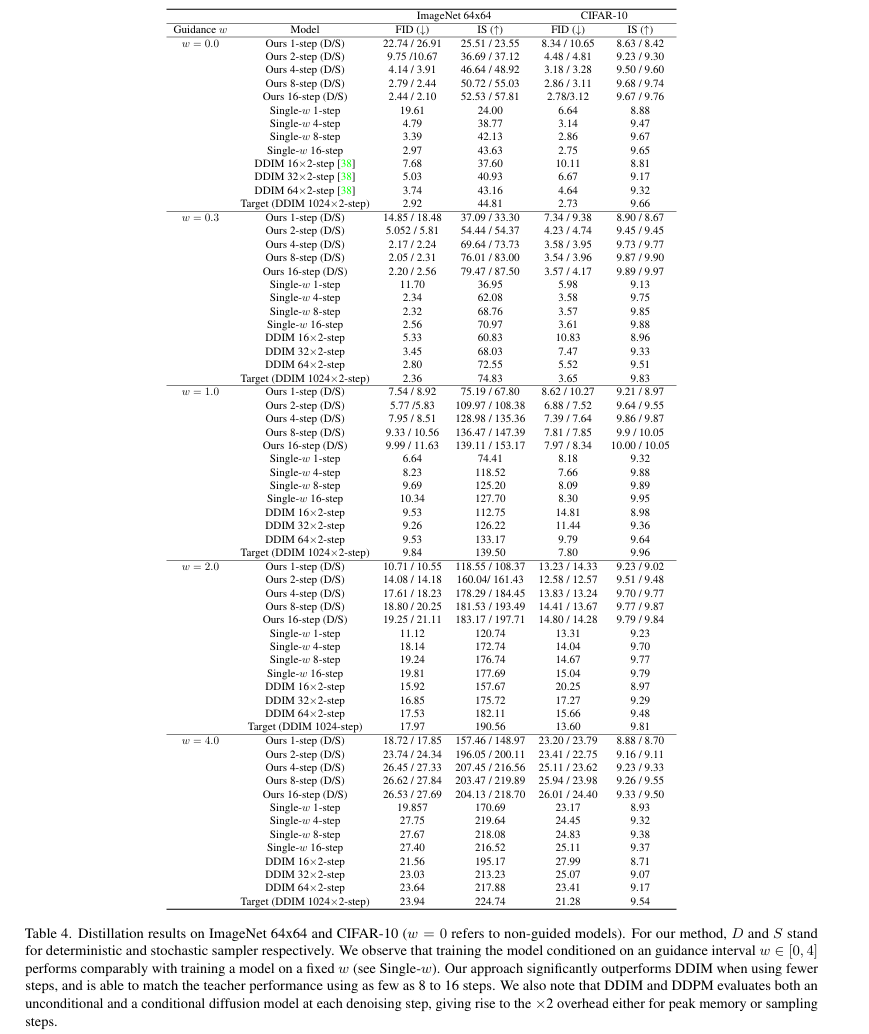 ImageNet 64x64 CIFAR-10
Guidance w Model FID (↓) IS (↑) FID (↓) IS (↑)
w = 0.0 Ours 1-step (D/S) 22.74 / 26.91 25.51 / 23.55 8.34 / 10.65 8.63 / 8.42
Ours 2-step (D/S) 9.75 /10.67 36.69 / 37.12 4.48 / 4.81 9.23 / 9.30
Ours 4-step (D/S) 4.14 / 3.91 46.64 / 48.92 3.18 / 3.28 9.50 / 9.60
Ours 8-step (D/S) 2.79 / 2.44 50.72 / 55.03 2.86 / 3.11 9.68 / 9.74
Ours 16-step (D/S) 2.44 / 2.10 52.53 / 57.81 2.78/3.12 9.67 / 9.76
Single-w 1-step 19.61 24.00 6.64 8.88
Single-w 4-step 4.79 38.77 3.14 9.47
Single-w 8-step 3.39 42.13 2.86 9.67
Single-w 16-step 2.97 43.63 2.75 9.65
DDIM 16×2-step [38] 7.68 37.60 10.11 8.81
DDIM 32×2-step [38] 5.03 40.93 6.67 9.17
DDIM 64×2-step [38] 3.74 43.16 4.64 9.32
Target (DDIM 1024×2-step) 2.92 44.81 2.73 9.66
w = 0.3 Ours 1-step (D/S) 14.85 / 18.48 37.09 / 33.30 7.34 / 9.38 8.90 / 8.67
Ours 2-step (D/S) 5.052 / 5.81 54.44 / 54.37 4.23 / 4.74 9.45 / 9.45
Ours 4-step (D/S) 2.17 / 2.24 69.64 / 73.73 3.58 / 3.95 9.73 / 9.77
Ours 8-step (D/S) 2.05 / 2.31 76.01 / 83.00 3.54 / 3.96 9.87 / 9.90
Ours 16-step (D/S) 2.20 / 2.56 79.47 / 87.50 3.57 / 4.17 9.89 / 9.97
Single-w 1-step 11.70 36.95 5.98 9.13
Single-w 4-step 2.34 62.08 3.58 9.75
Single-w 8-step 2.32 68.76 3.57 9.85
Single-w 16-step 2.56 70.97 3.61 9.88
DDIM 16×2-step 5.33 60.83 10.83 8.96
DDIM 32×2-step 3.45 68.03 7.47 9.33
DDIM 64×2-step 2.80 72.55 5.52 9.51
Target (DDIM 1024×2-step) 2.36 74.83 3.65 9.83
w = 1.0 Ours 1-step (D/S) 7.54 / 8.92 75.19 / 67.80 8.62 / 10.27 9.21 / 8.97
Ours 2-step (D/S) 5.77 /5.83 109.97 / 108.38 6.88 / 7.52 9.64 / 9.55
Ours 4-step (D/S) 7.95 / 8.51 128.98 / 135.36 7.39 / 7.64 9.86 / 9.87
Ours 8-step (D/S) 9.33 / 10.56 136.47 / 147.39 7.81 / 7.85 9.9 / 10.05
Ours 16-step (D/S) 9.99 / 11.63 139.11 / 153.17 7.97 / 8.34 10.00 / 10.05
Single-w 1-step 6.64 74.41 8.18 9.32
Single-w 4-step 8.23 118.52 7.66 9.88
Single-w 8-step 9.69 125.20 8.09 9.89
Single-w 16-step 10.34 127.70 8.30 9.95
DDIM 16×2-step 9.53 112.75 14.81 8.98
DDIM 32×2-step 9.26 126.22 11.44 9.36
DDIM 64×2-step 9.53 133.17 9.79 9.64
Target (DDIM 1024×2-step) 9.84 139.50 7.80 9.96
w = 2.0 Ours 1-step (D/S) 10.71 / 10.55 118.55 / 108.37 13.23 / 14.33 9.23 / 9.02
Ours 2-step (D/S) 14.08 / 14.18 160.04/ 161.43 12.58 / 12.57 9.51 / 9.48
Ours 4-step (D/S) 17.61 / 18.23 178.29 / 184.45 13.83 / 13.24 9.70 / 9.77
Ours 8-step (D/S) 18.80 / 20.25 181.53 / 193.49 14.41 / 13.67 9.77 / 9.87
Ours 16-step (D/S) 19.25 / 21.11 183.17 / 197.71 14.80 / 14.28 9.79 / 9.84
Single-w 1-step 11.12 120.74 13.31 9.23
Single-w 4-step 18.14 172.74 14.04 9.70
Single-w 8-step 19.24 176.74 14.67 9.77
Single-w 16-step 19.81 177.69 15.04 9.79
DDIM 16×2-step 15.92 157.67 20.25 8.97
DDIM 32×2-step 16.85 175.72 17.27 9.29
DDIM 64×2-step 17.53 182.11 15.66 9.48
Target (DDIM 1024-step) 17.97 190.56 13.60 9.81
w = 4.0 Ours 1-step (D/S) 18.72 / 17.85 157.46 / 148.97 23.20 / 23.79 8.88 / 8.70
Ours 2-step (D/S) 23.74 / 24.34 196.05 / 200.11 23.41 / 22.75 9.16 / 9.11
Ours 4-step (D/S) 26.45 / 27.33 207.45 / 216.56 25.11 / 23.62 9.23 / 9.33
Ours 8-step (D/S) 26.62 / 27.84 203.47 / 219.89 25.94 / 23.98 9.26 / 9.55
Ours 16-step (D/S) 26.53 / 27.69 204.13 / 218.70 26.01 / 24.40 9.33 / 9.50
Single-w 1-step 19.857 170.69 23.17 8.93
Single-w 4-step 27.75 219.64 24.45 9.32
Single-w 8-step 27.67 218.08 24.83 9.38
Single-w 16-step 27.40 216.52 25.11 9.37
DDIM 16×2-step 21.56 195.17 27.99 8.71
DDIM 32×2-step 23.03 213.23 25.07 9.07
DDIM 64×2-step 23.64 217.88 23.41 9.17
Target (DDIM 1024×2-step) 23.94 224.74 21.28 9.54
Table 4. Distillation results on ImageNet 64x64 and CIFAR-10 (w = 0 refers to non-guided models). For our method, D and S stand
for deterministic and stochastic sampler respectively. We observe that training the model conditioned on an guidance interval w ∈ [0, 4]
performs comparably with training a model on a fixed w (see Single-w). Our approach significantly outperforms DDIM when using fewer
steps, and is able to match the teacher performance using as few as 8 to 16 steps. We also note that DDIM and DDPM evaluates both an
unconditional and a conditional diffusion model at each denoising step, giving rise to the ×2 overhead either for peak memory or sampling
steps.